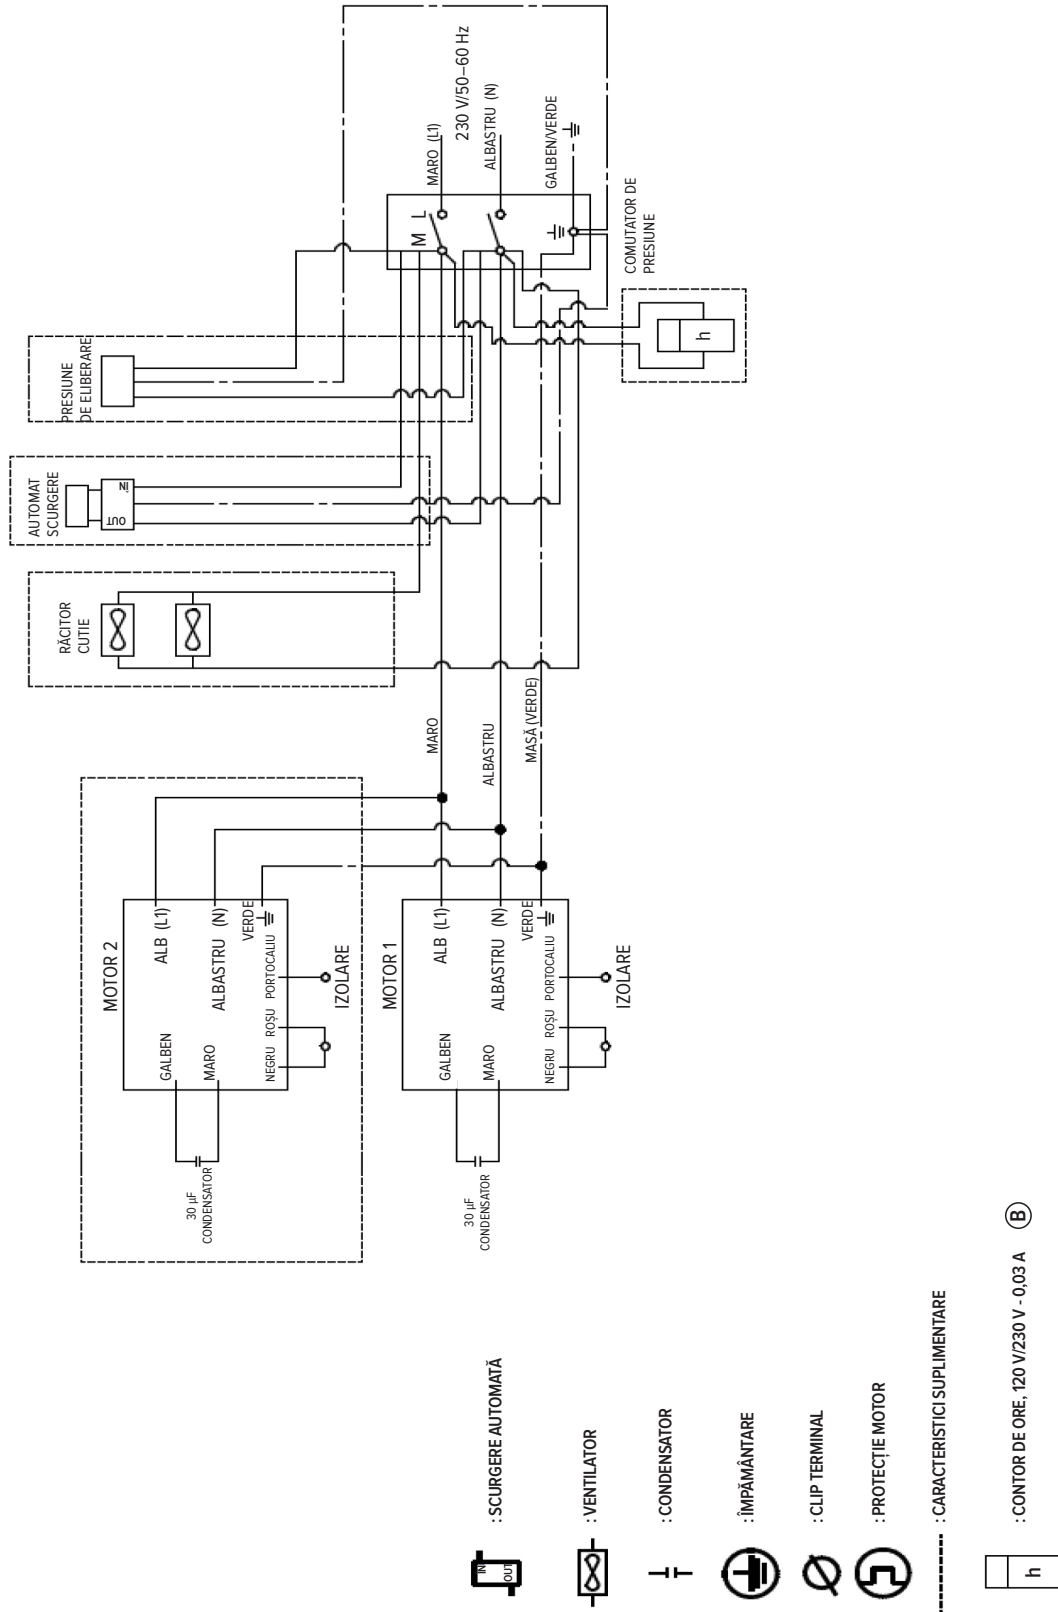 230 V/50–60 Hz
MARO (L1)
ALBASTRU (N)
GALBEN/VERDE
M L
COMUTATOR DE
PRESIUNE
h
PRESIUNE
DE ELIBERARE
AUTOMAT
SCURGERE
IN
OUT
RĂCITOR
CUTIE
MARO
ALBASTRU
MASĂ (VERDE)
MOTOR 2
ALB (L1)
ALBASTRU (N)
VERDE
GALBEN
MARO
NEGRU
ROȘU
PORTOCALIU
IZOLARE
30 µF
CONDENSATOR
MOTOR 1
ALB (L1)
ALBASTRU (N)
VERDE
GALBEN
MARO
NEGRU
ROȘU
PORTOCALIU
IZOLARE
30 µF
CONDENSATOR
IN
OUT
: SCURGERE AUTOMATĂ
: VENTILATOR
: CONDENSATOR
: ÎMPĂMÂNTARE
: CLIP TERMINAL
: PROTECȚIE MOTOR
: CARACTERISTICI SUPLIMENTARE
h
: CONTOR DE ORE, 120 V/230 V - 0,03 A
B